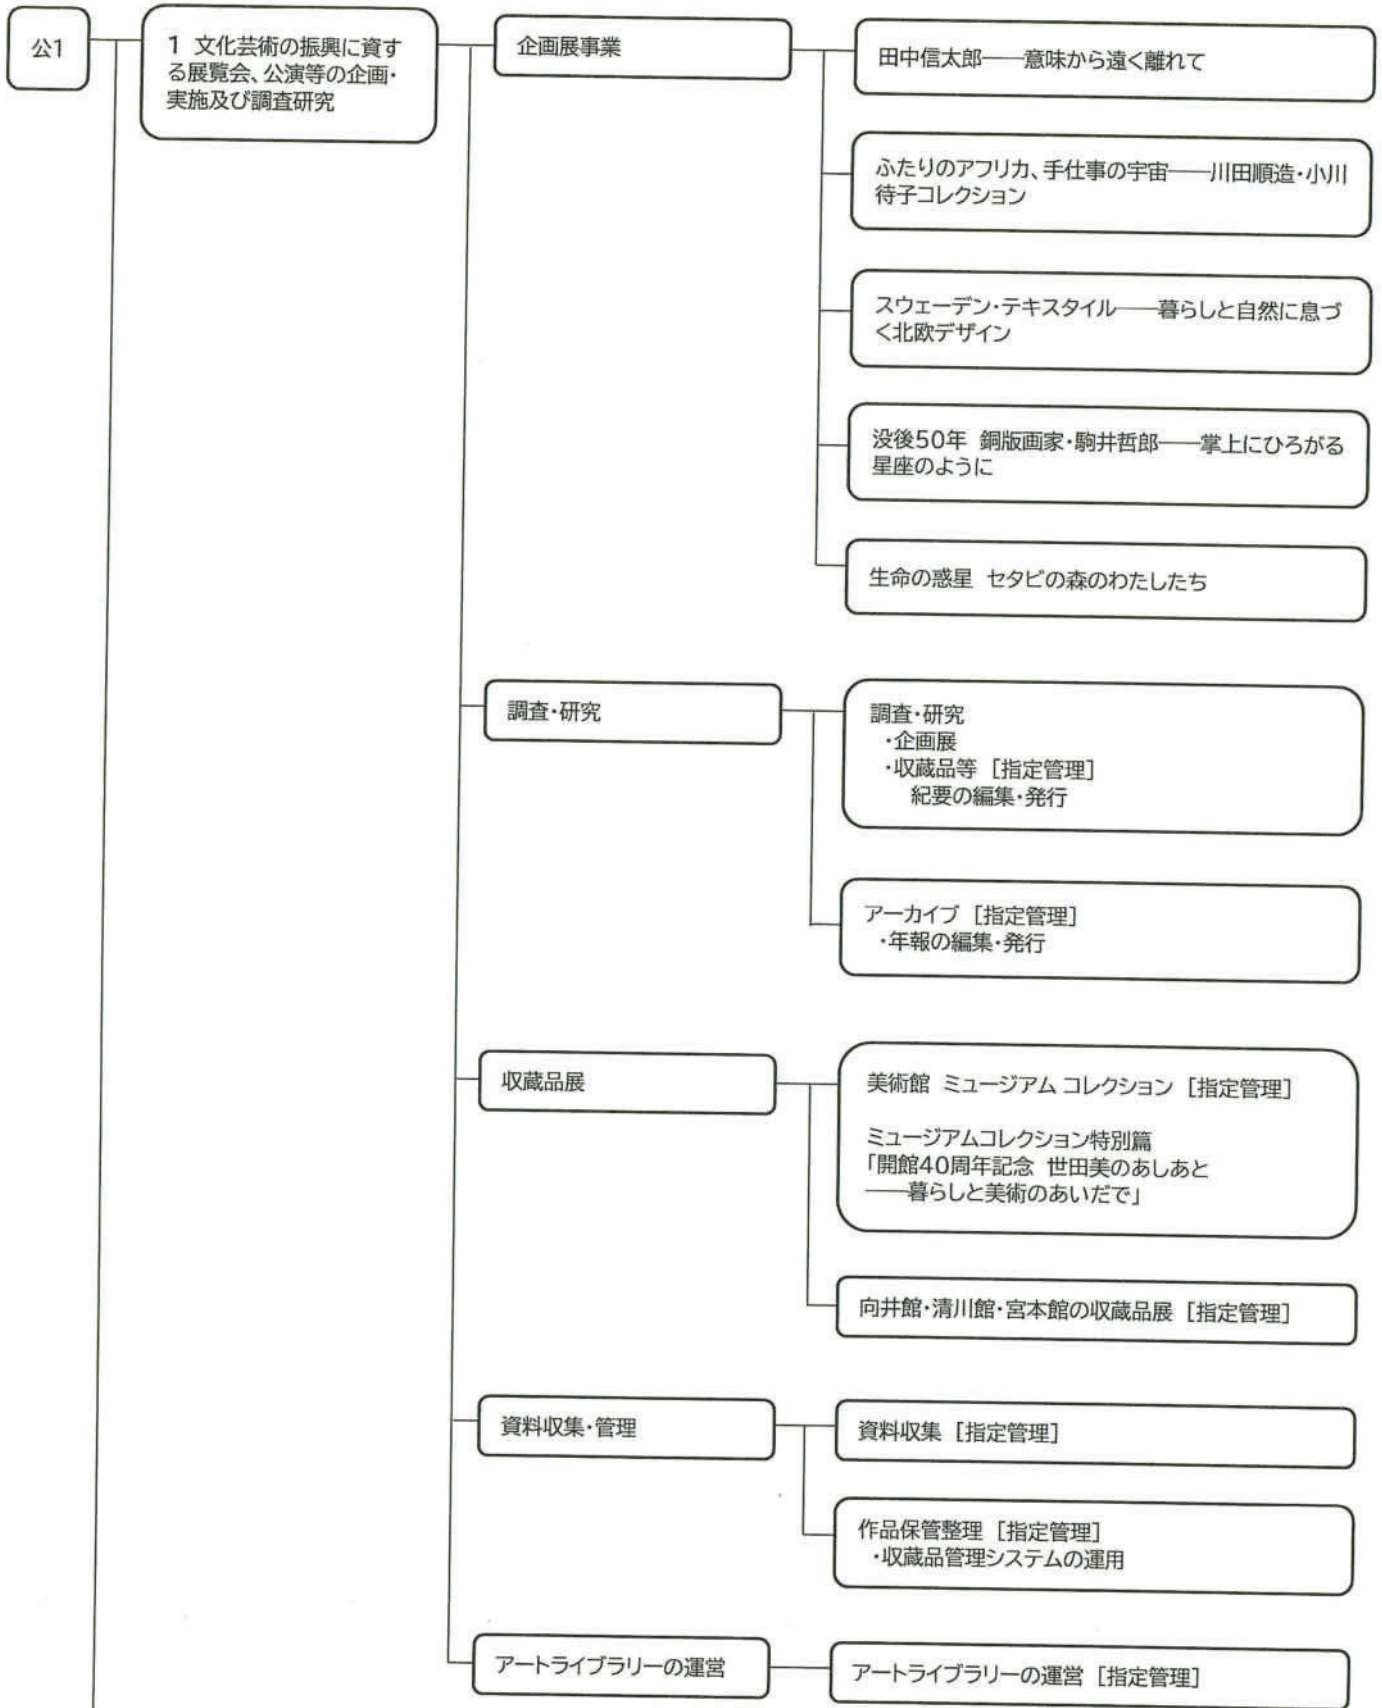 公1
1 文化芸術の振興に資す
る展覧会、公演等の企画・
実施及び調査研究
企画展事業
田中信太郎――意味から遠く離れて
ふたりのアフリカ、手仕事の宇宙――川田順造・小川
待子コレクション
スウェーデン・テキスタイル――暮らしと自然に息づ
く北欧デザイン
没後50年 銅版画家・駒井哲郎――掌上にひろがる
星座のように
生命の惑星 セタビの森のわたしたち
調査・研究
調査・研究
・企画展
・収蔵品等 [指定管理]
紀要の編集・発行
アーカイブ [指定管理]
・年報の編集・発行
収蔵品展
美術館 ミュージアム コレクション [指定管理]
ミュージアムコレクション特別篇
「開館40周年記念 世田美のあしあと
――暮らしと美術のあいだで」
向井館・清川館・宮本館の収蔵品展 [指定管理]
資料収集・管理
資料収集 [指定管理]
作品保管整理 [指定管理]
・収蔵品管理システムの運用
アートライブラリーの運営
アートライブラリーの運営 [指定管理]